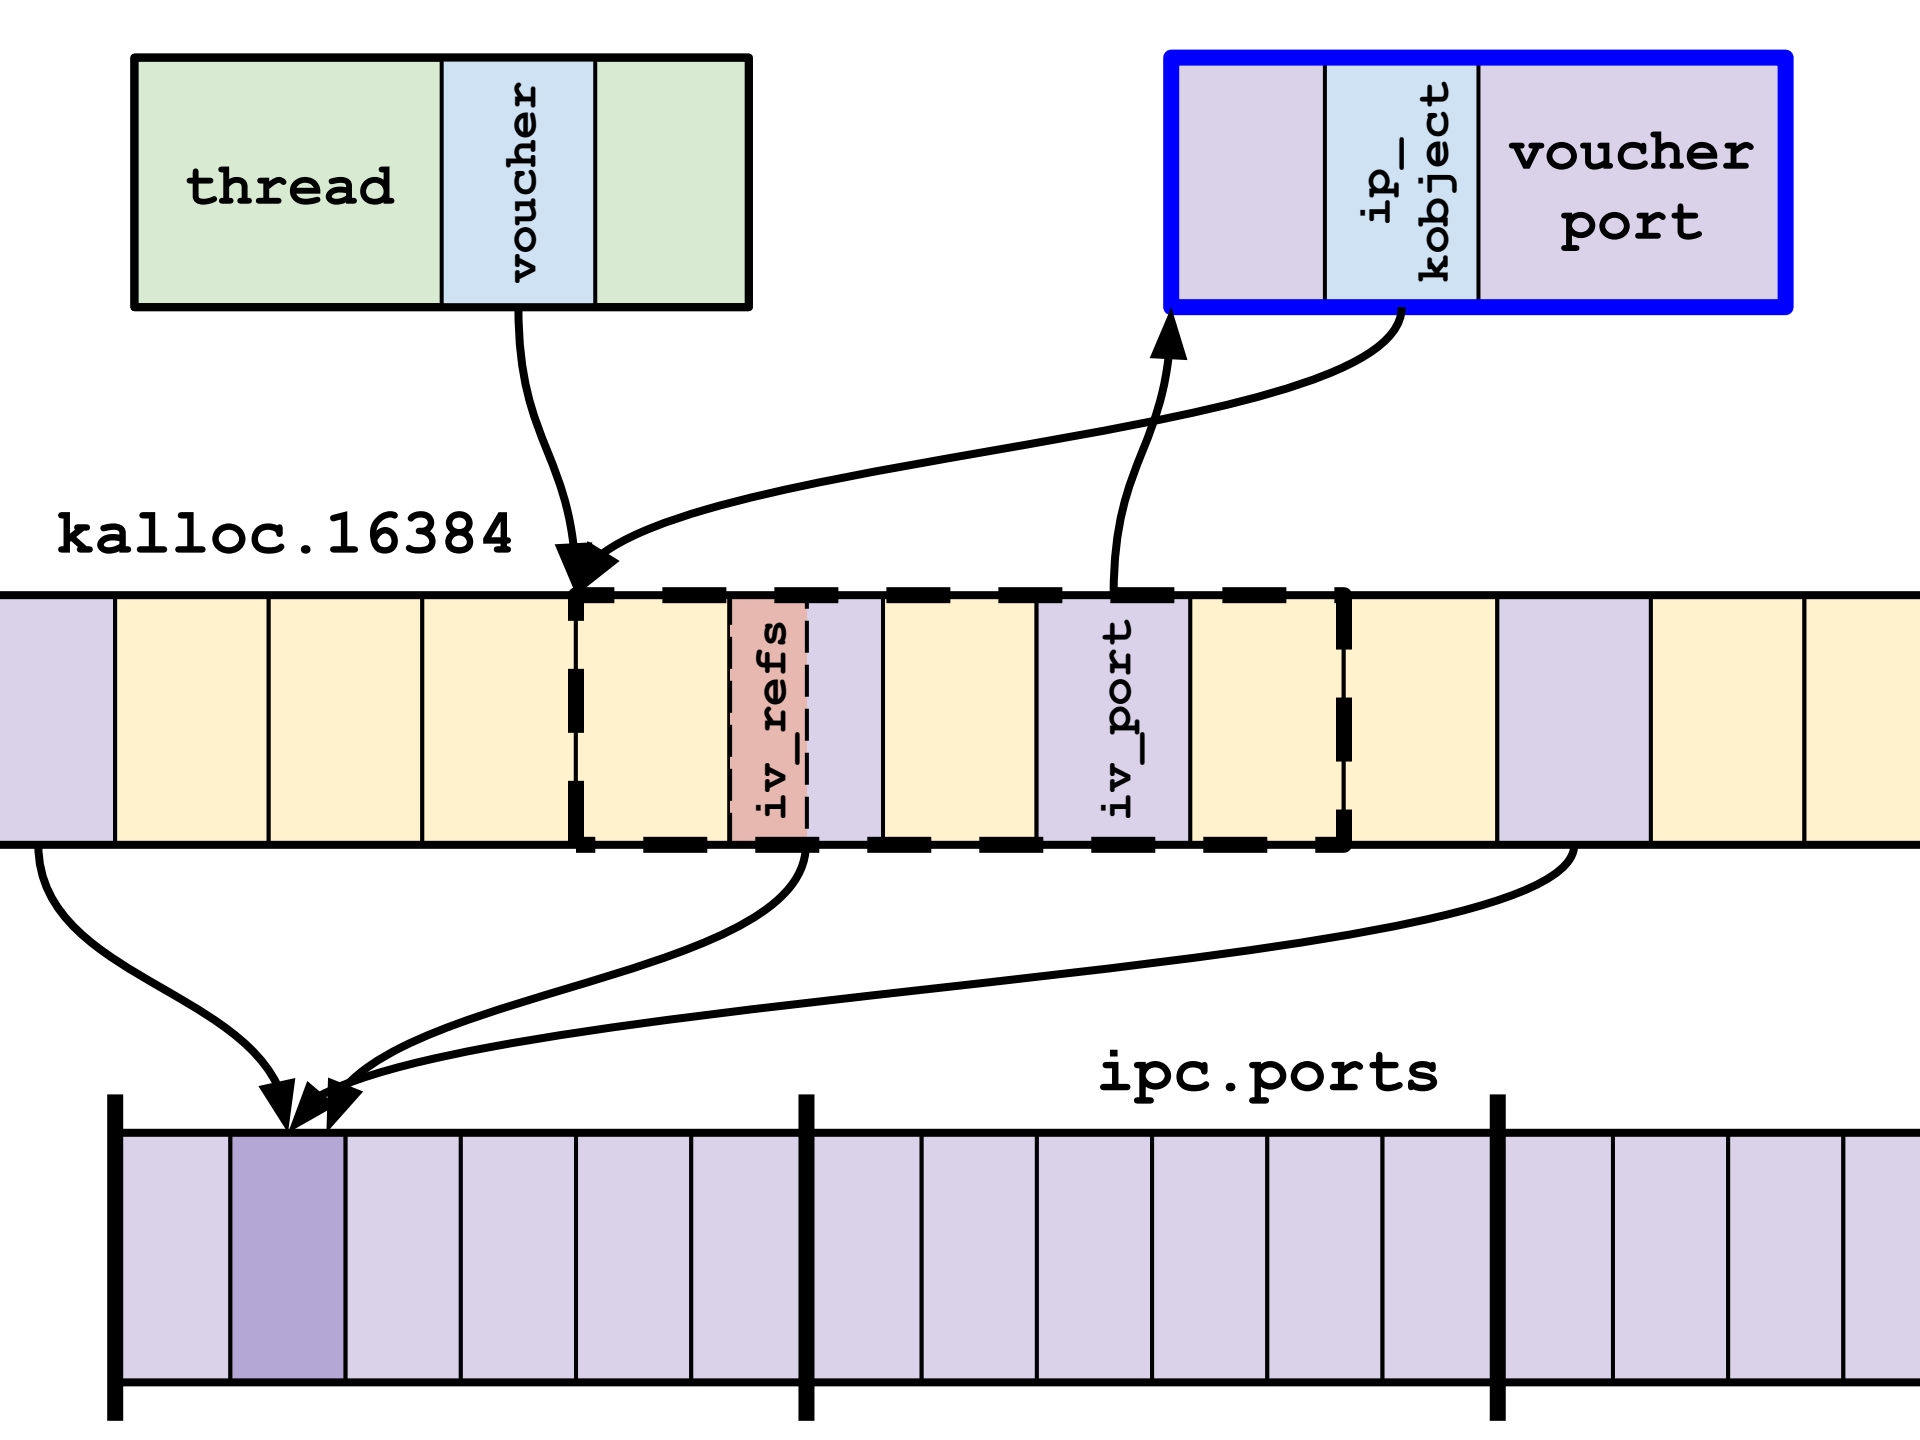 thread
voucher
ip_
kobject
voucher
port
kalloc.16384
iv_refs
iv_port
ipc.ports